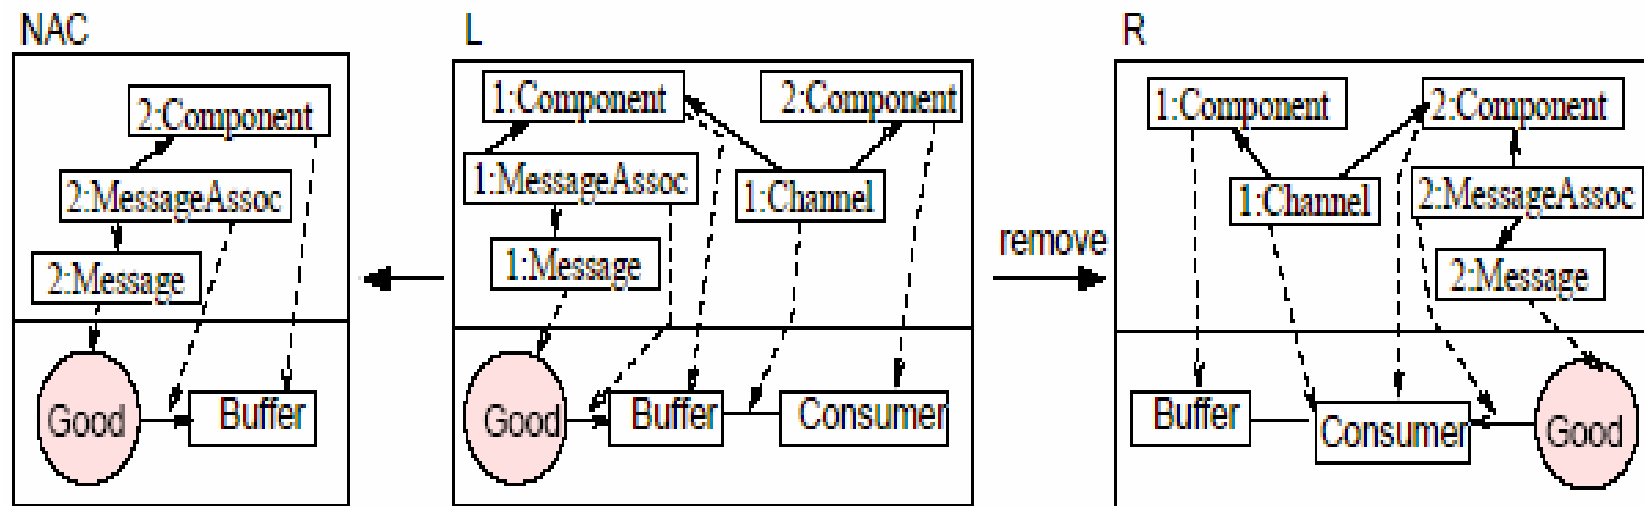 NAC
2:Component
2:MessageAssoc
2:Message
Good
Buffer
L
1:Component
2:Component
1:MessageAssoc
1:Channel
1:Message
Good
Buffer
Consumer
remove
R
1:Component
2:Component
1:Channel
2:MessageAssoc
2:Message
Buffer
Consumer
Good